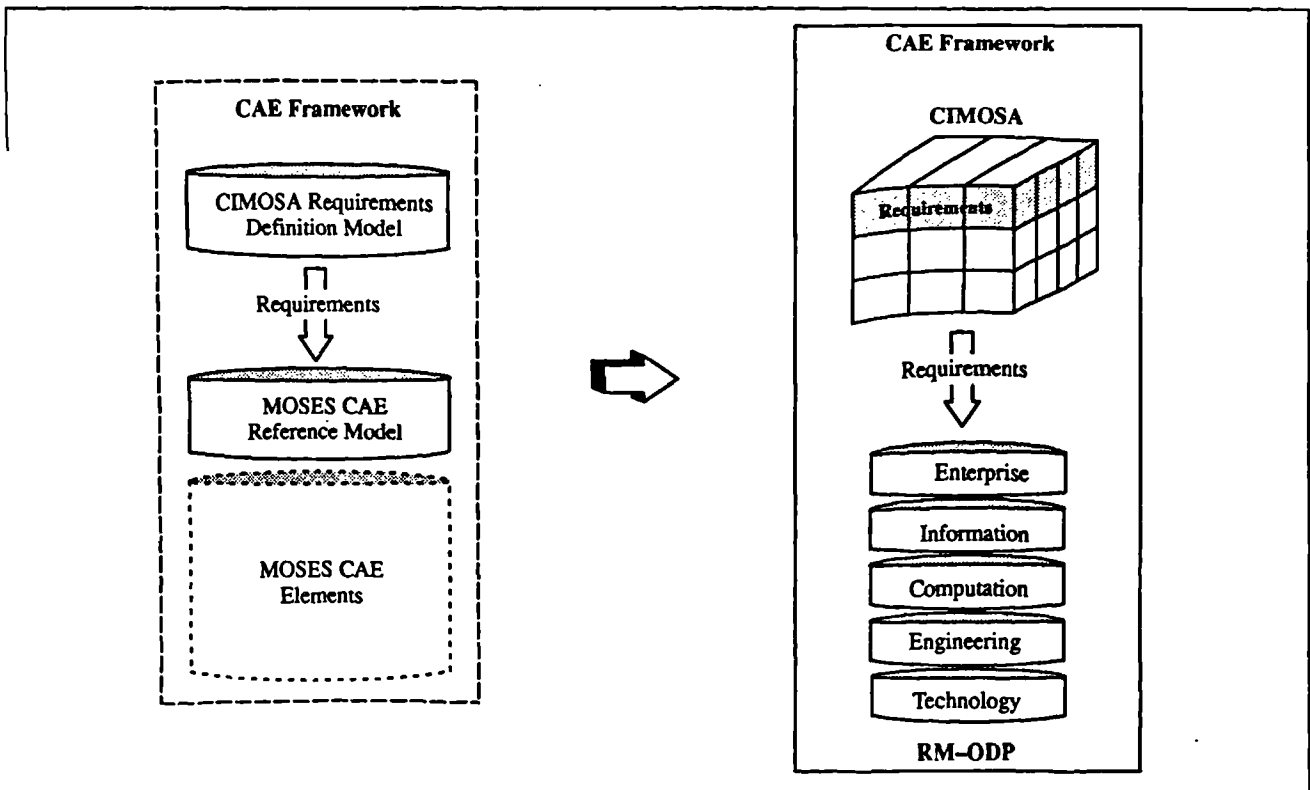 CAE Framework
CIMOSA Requirements
Definition Model
Requirements
MOSES CAE
Reference Model
MOSES CAE
Elements
CAE Framework
CIMOSA
Requirements
Requirements
Enterprise
Information
Computation
Engineering
Technology
RM–ODP